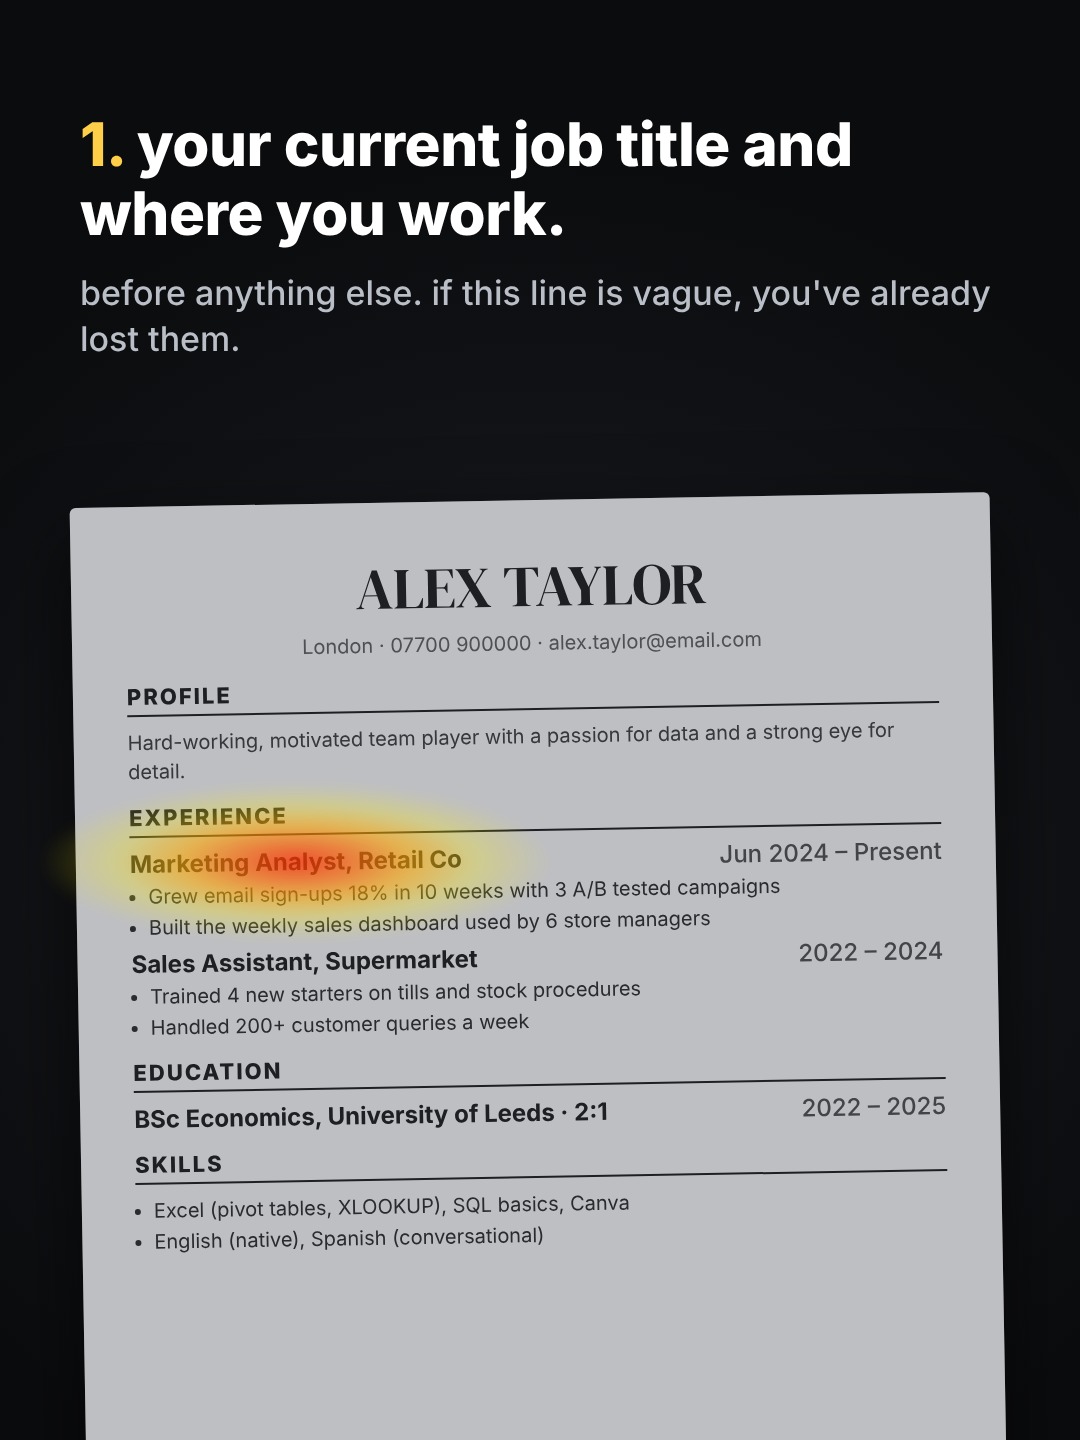 1. your current job title and
where you work.
before anything else. if this line is vague, you've already
lost them.
ALEX TAYLOR
London · 07700 900000 · alex.taylor@email.com
PROFILE
Hard-working, motivated team player with a passion for data and a strong eye for
detail.
EXPERIENCE
Marketing Analyst, Retail Co Jun 2024 – Present
• Grew email sign-ups 18% in 10 weeks with 3 A/B tested campaigns
• Built the weekly sales dashboard used by 6 store managers
Sales Assistant, Supermarket 2022 – 2024
• Trained 4 new starters on tills and stock procedures
• Handled 200+ customer queries a week
EDUCATION
BSc Economics, University of Leeds · 2:1 2022 – 2025
SKILLS
• Excel (pivot tables, XLOOKUP), SQL basics, Canva
• English (native), Spanish (conversational)